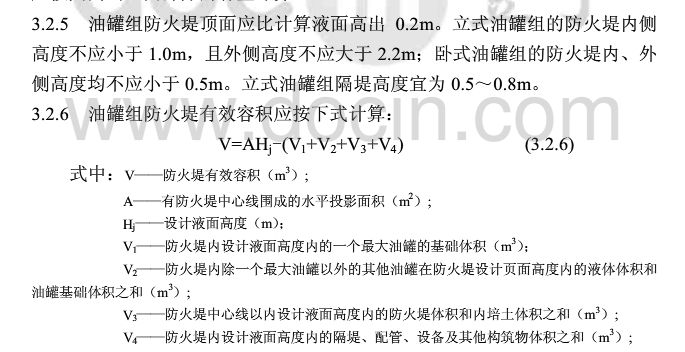 3.2.5 油罐组防火堤顶面应比计算液面高出 0.2m。立式油罐组的防火堤内侧
高度不应小于 1.0m，且外侧高度不应大于 2.2m；卧式油罐组的防火堤内、外
侧高度均不应小于 0.5m。立式油罐组隔堤高度宜为 0.5～0.8m。
3.2.6 油罐组防火堤有效容积应按下式计算：
V=AHj-(V1+V2+V3+V4) (3.2.6)
式中：V——防火堤有效容积（m³）;
A——有防火堤中心线围成的水平投影面积（m²）;
Hj——设计液面高度（m）;
V1——防火堤内设计液面高度内的一个最大油罐的基础体积（m³）;
V2——防火堤内除一个最大油罐以外的其他油罐在防火堤设计页面高度内的液体体积和
油罐基础体积之和（m³）;
V3——防火堤中心线以内设计液面高度内的防火堤体积和内培土体积之和（m³）;
V4——防火堤内设计液面高度内的隔堤、配管、设备及其他构筑物体积之和（m³）;
www.docin.com